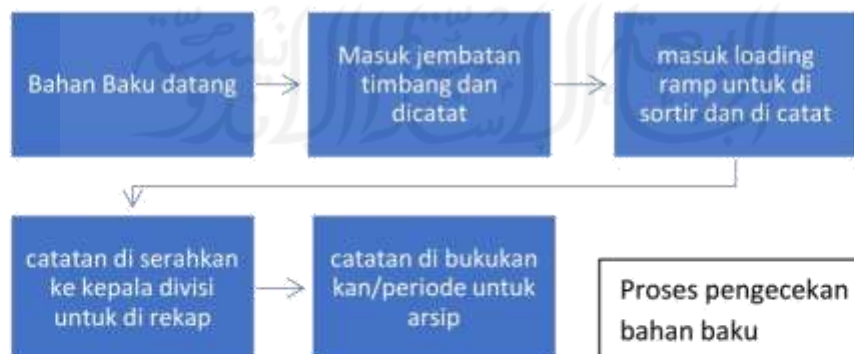 Bahan Baku datang
Masuk jembatan
timbang dan
dicatat
masuk loading
ramp untuk di
sortir dan di catat
catatan di serahkan
ke kepala divisi
untuk di rekap
catatan di bukukan
kan/periode untuk
arsip
Proses pengecekan
bahan baku